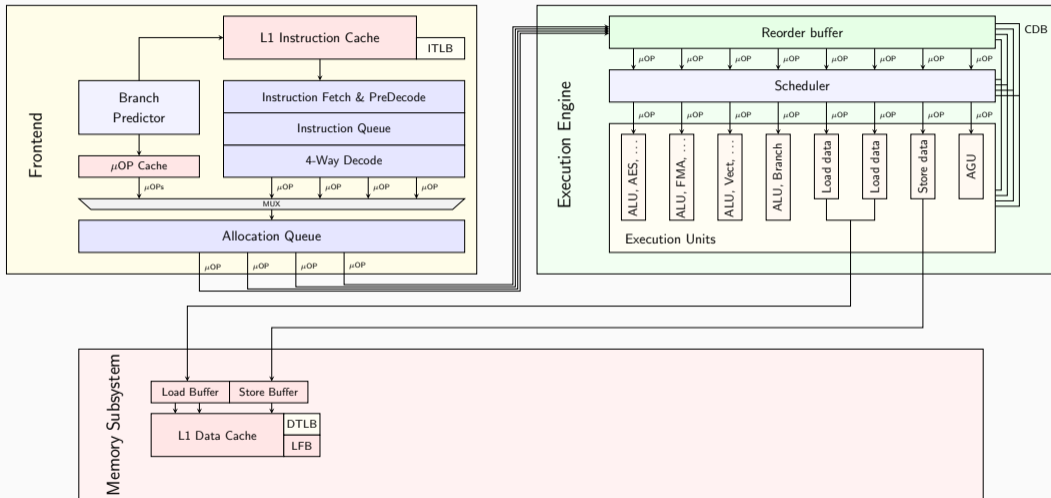 Frontend
L1 Instruction Cache
ITLB
Branch
Predictor
Instruction Fetch & PreDecode
Instruction Queue
4-Way Decode
μOP Cache
μOPs
μOP
μOP
μOP
μOP
MUX
Allocation Queue
μOP
μOP
μOP
μOP
Execution Engine
Reorder buffer
CDB
μOP
μOP
μOP
μOP
μOP
μOP
μOP
μOP
Scheduler
μOP
μOP
μOP
μOP
μOP
μOP
μOP
μOP
ALU, AES, ...
ALU, FMA, ...
ALU, Vect, ...
ALU, Branch
Load data
Load data
Store data
AGU
Execution Units
Memory Subsystem
Load Buffer
Store Buffer
L1 Data Cache
DTLB
LFB